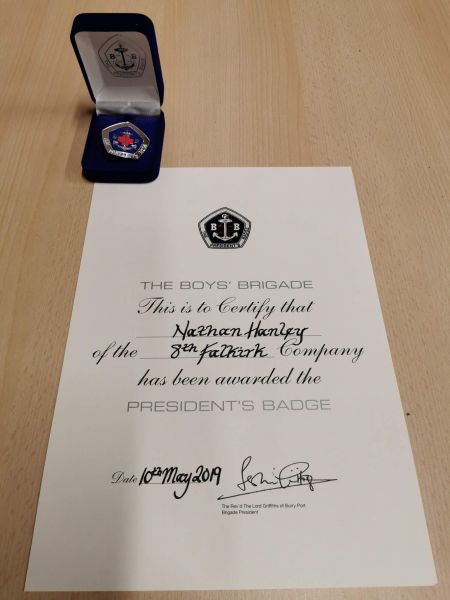 B B
B B
PRESIDENT'S
THE BOYS' BRIGADE
This is to Certify that
Nathan Hanley
of the 8th Falkirk Company
has been awarded the
PRESIDENT'S BADGE
Date 10th May 2019
The Rev'd The Lord Griffiths of Burry Port
Brigade President